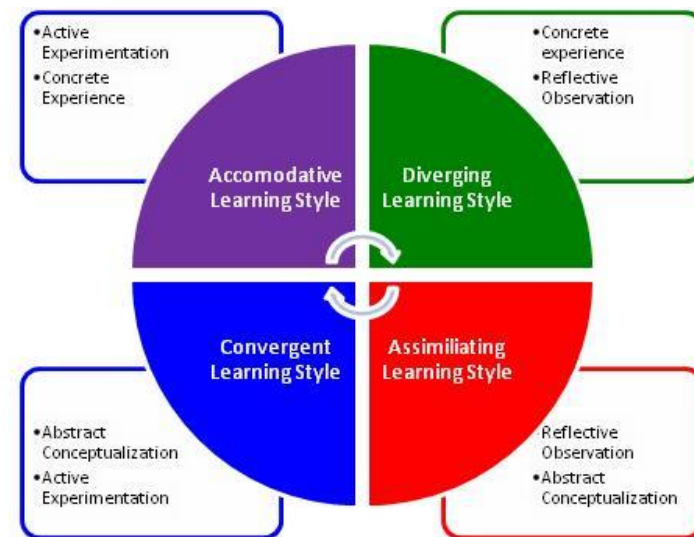 •Active
Experimentation
•Concrete
Experience
•Concrete
experience
•Reflective
Observation
Accomodative
Learning Style
Diverging
Learning Style
Convergent
Learning Style
Assimiliating
Learning Style
•Abstract
Conceptualization
•Active
Experimentation
Reflective
Observation
•Abstract
Conceptualization